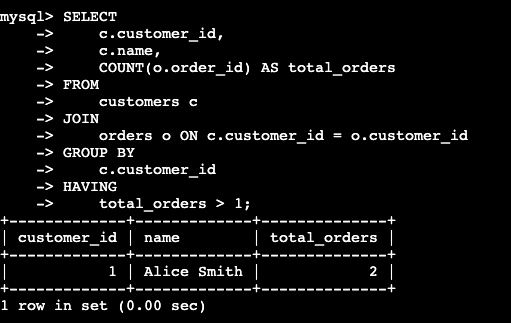 mysql> SELECT
    ->     c.customer_id,
    ->     c.name,
    ->     COUNT(o.order_id) AS total_orders
    -> FROM
    ->     customers c
    -> JOIN
    ->     orders o ON c.customer_id = o.customer_id
    -> GROUP BY
    ->     c.customer_id
    -> HAVING
    ->     total_orders > 1;
+-------------+-------------+--------------+
| customer_id | name        | total_orders |
+-------------+-------------+--------------+
|           1 | Alice Smith |            2 |
+-------------+-------------+--------------+
1 row in set (0.00 sec)